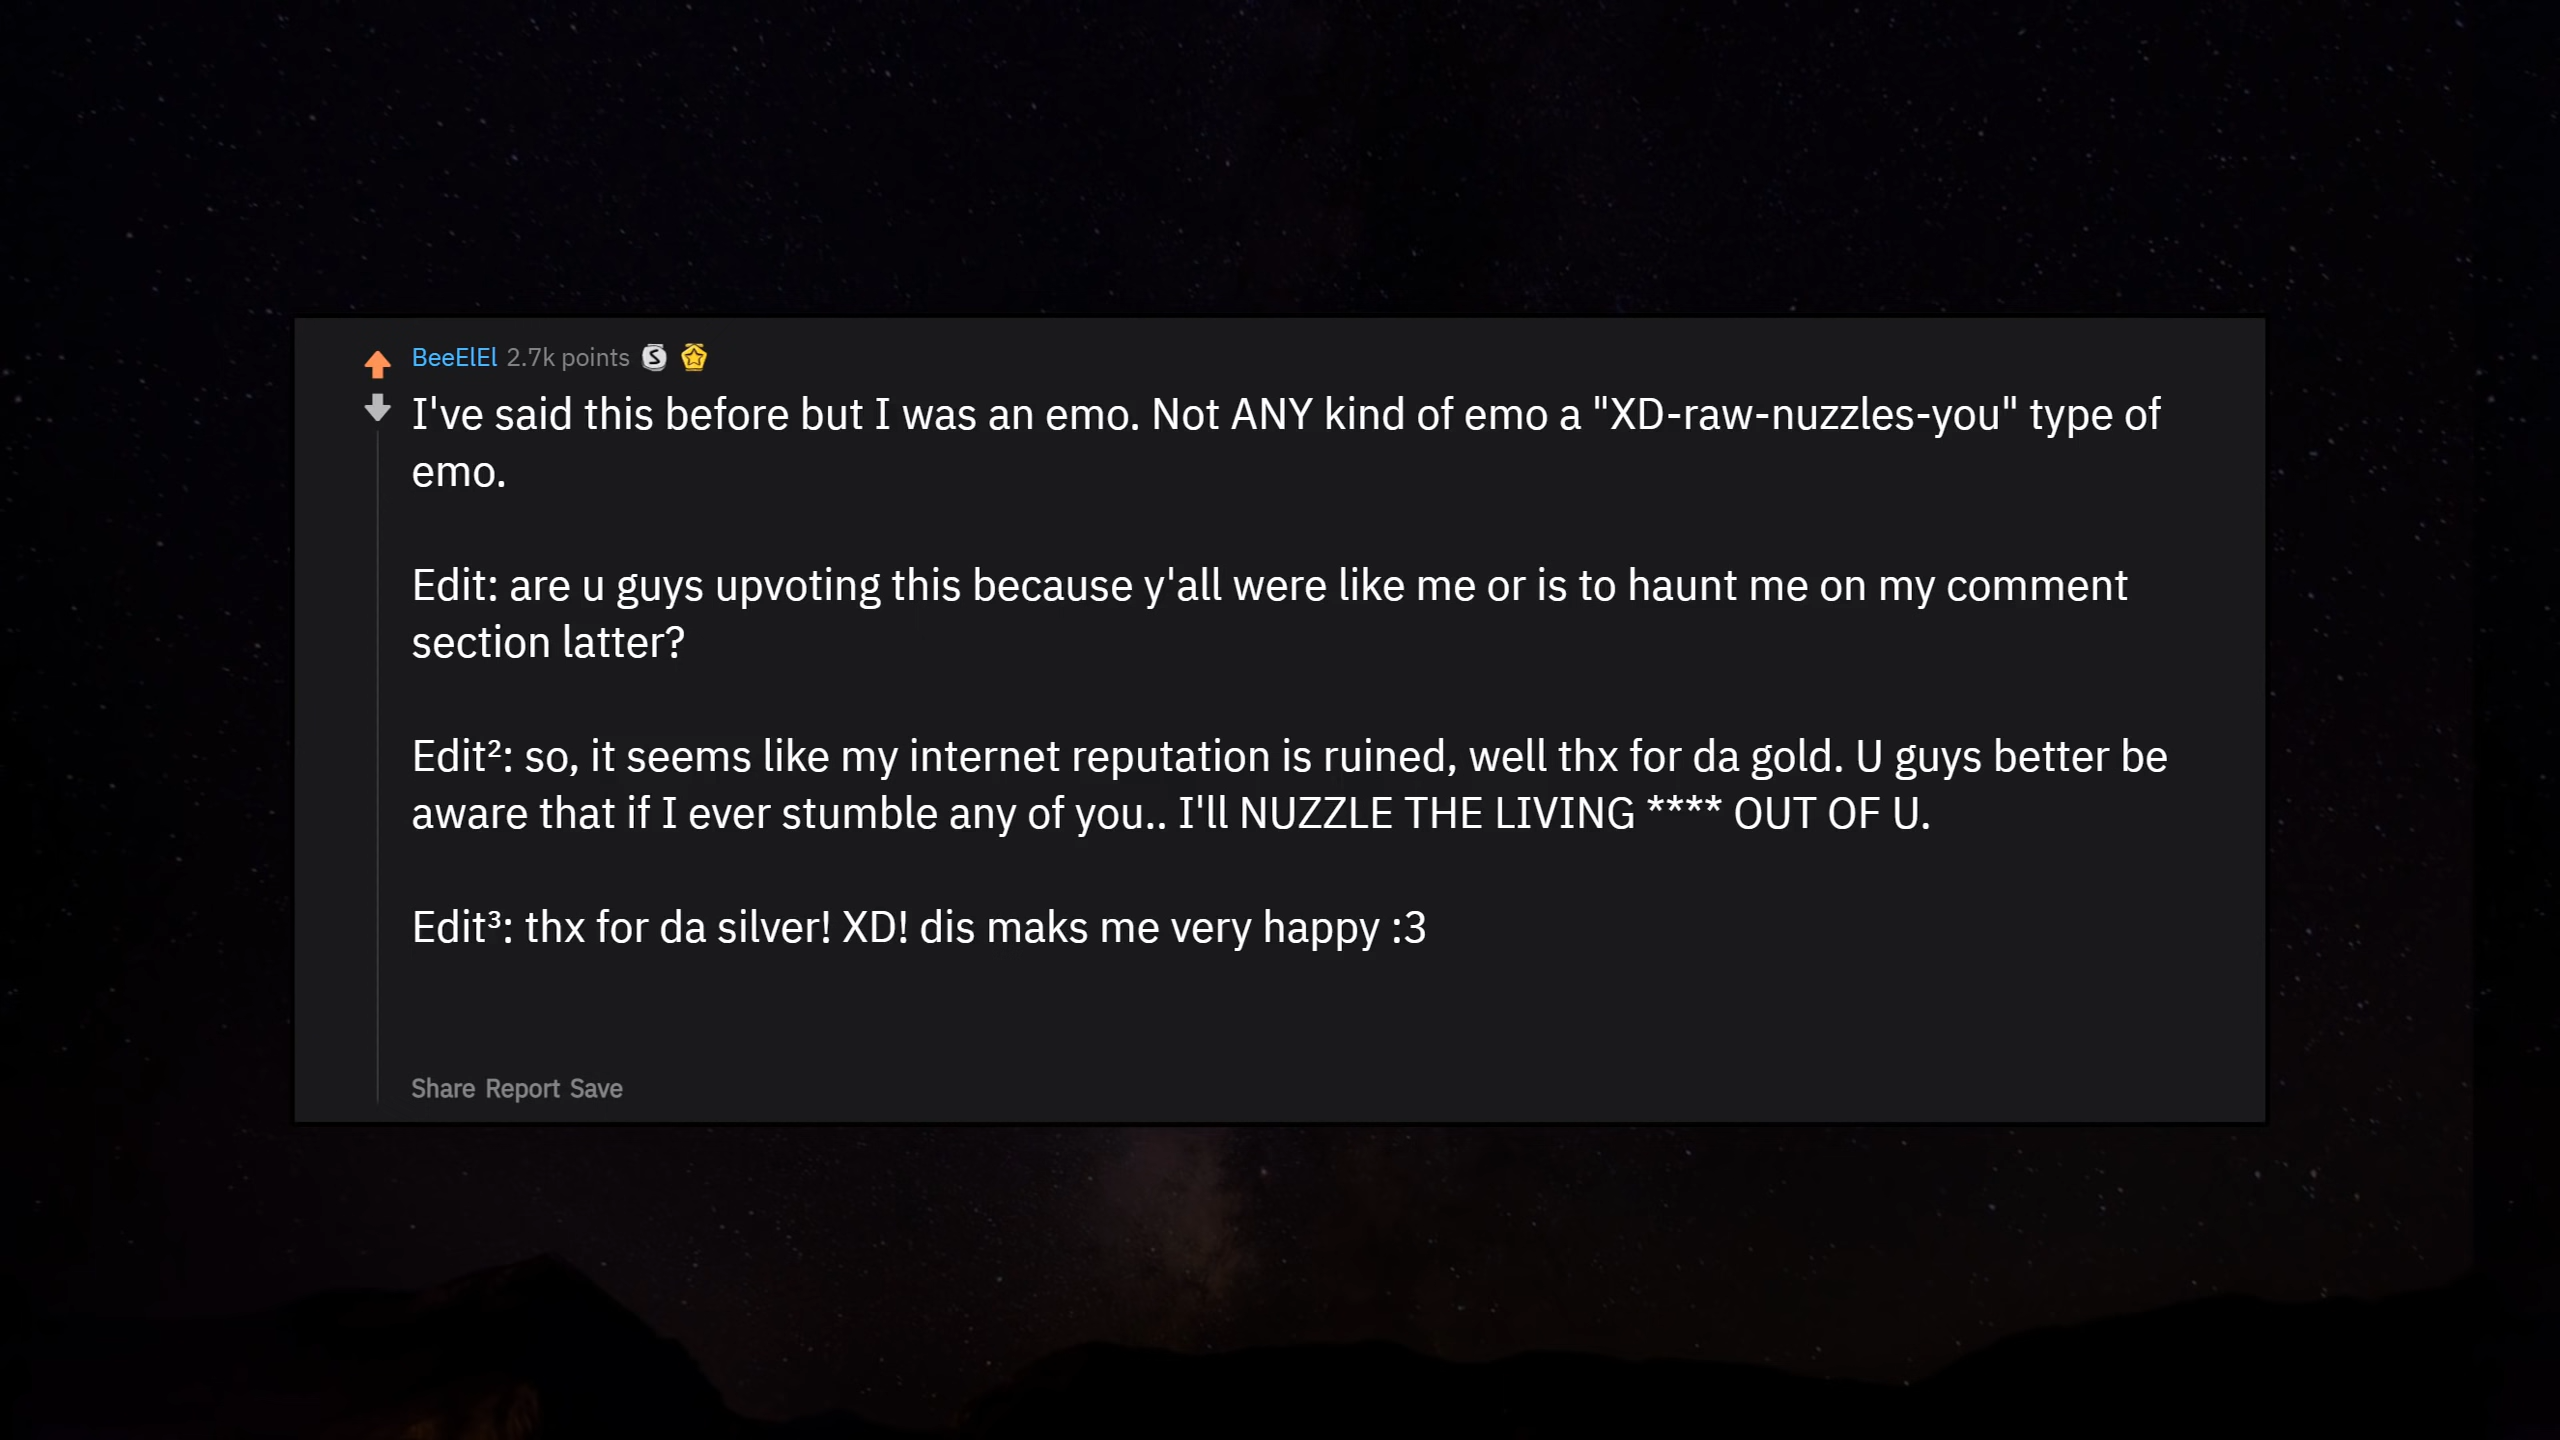 BeeElEl 2.7k points
I've said this before but I was an emo. Not ANY kind of emo a "XD-raw-nuzzles-you" type of
emo.
Edit: are u guys upvoting this because y'all were like me or is to haunt me on my comment
section latter?
Edit²: so, it seems like my internet reputation is ruined, well thx for da gold. U guys better be
aware that if I ever stumble any of you.. I'll NUZZLE THE LIVING **** OUT OF U.
Edit³: thx for da silver! XD! dis maks me very happy :3
Share Report Save